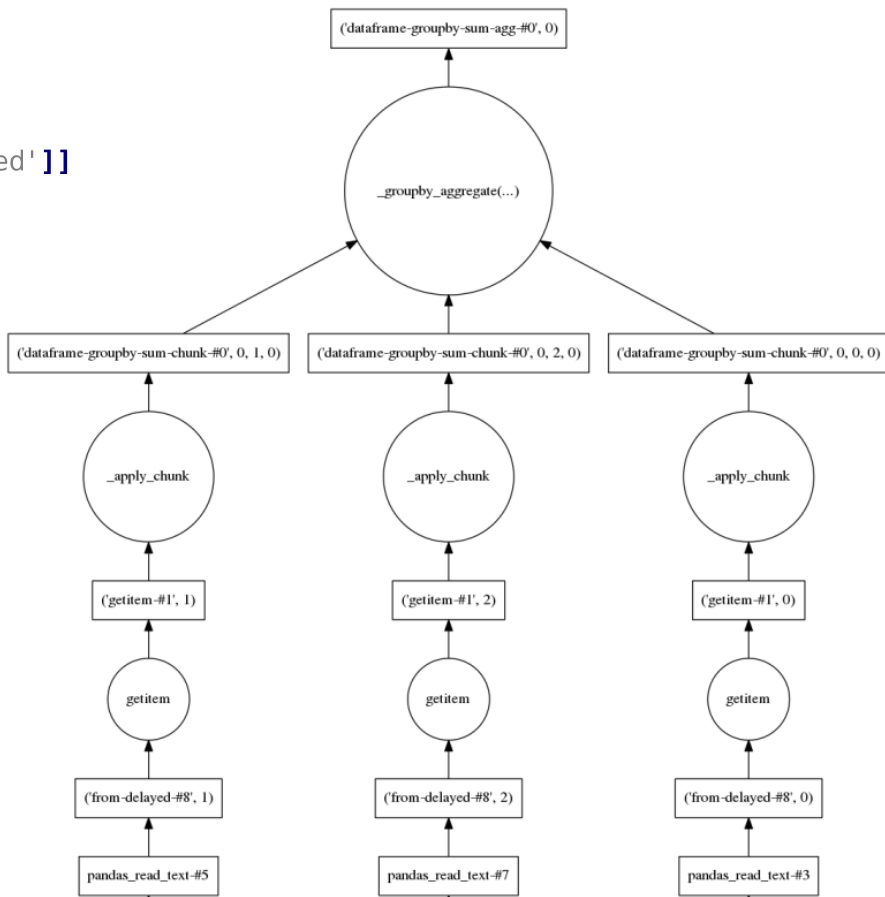 ('dataframe-groupby-sum-agg-#0', 0)
ed']]
_groupby_aggregate(...)
('dataframe-groupby-sum-chunk-#0', 0, 1, 0)
('dataframe-groupby-sum-chunk-#0', 0, 2, 0)
('dataframe-groupby-sum-chunk-#0', 0, 0, 0)
_apply_chunk
_apply_chunk
_apply_chunk
('getitem-#1', 1)
('getitem-#1', 2)
('getitem-#1', 0)
getitem
getitem
getitem
('from-delayed-#8', 1)
('from-delayed-#8', 2)
('from-delayed-#8', 0)
pandas_read_text-#5
pandas_read_text-#7
pandas_read_text-#3